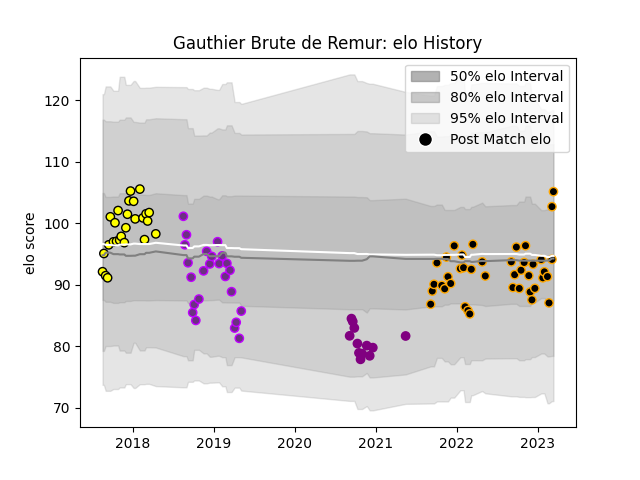 Gauthier Brute de Remur: elo History
50% elo Interval
80% elo Interval
95% elo Interval
Post Match elo
elo score
120
110
100
90
80
70
2018 2019 2020 2021 2022 2023